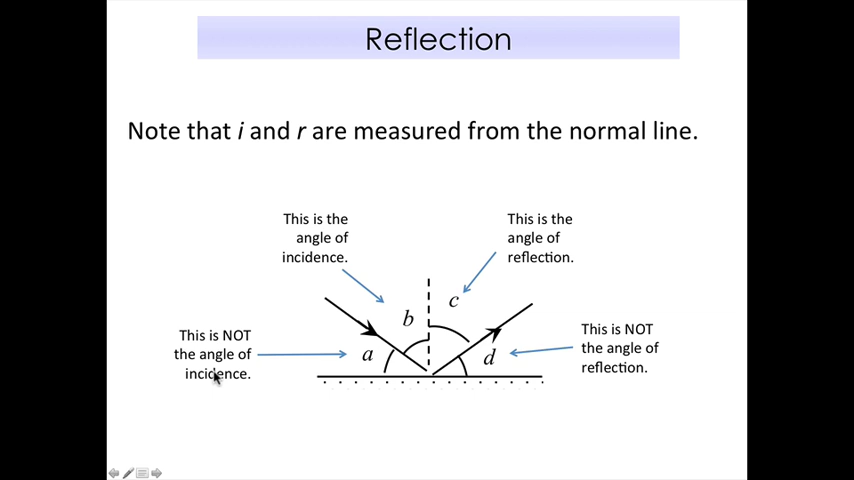 Reflection
Note that i and r are measured from the normal line.
This is the
angle of
incidence.
This is the
angle of
reflection.
c
b
This is NOT
the angle of
incidence.
a
d
This is NOT
the angle of
reflection.